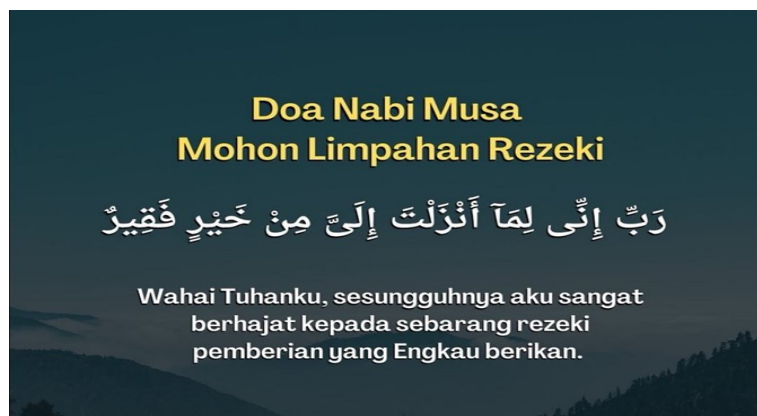 Doa Nabi Musa
Mohon Limpahan Rezeki
رَبِّ إِنِّى لِمَآ أَنْزَلْتَ إِلَىَّ مِنْ خَيْرٍ فَقِيرٌ
Wahai Tuhanku, sesungguhnya aku sangat
berhajat kepada sebarang rezeki
pemberian yang Engkau berikan.